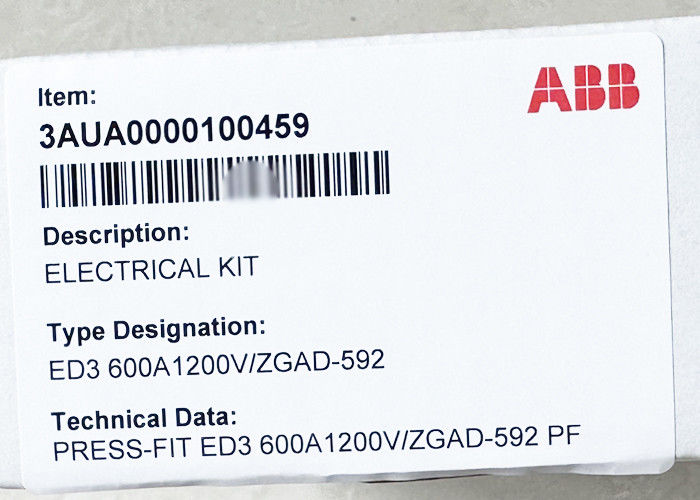 Item:
ABB
3AUA0000100459
Description:
ELECTRICAL KIT
Type Designation:
ED3 600A1200V/ZGAD-592
Technical Data:
PRESS-FIT ED3 600A1200V/ZGAD-592 PF